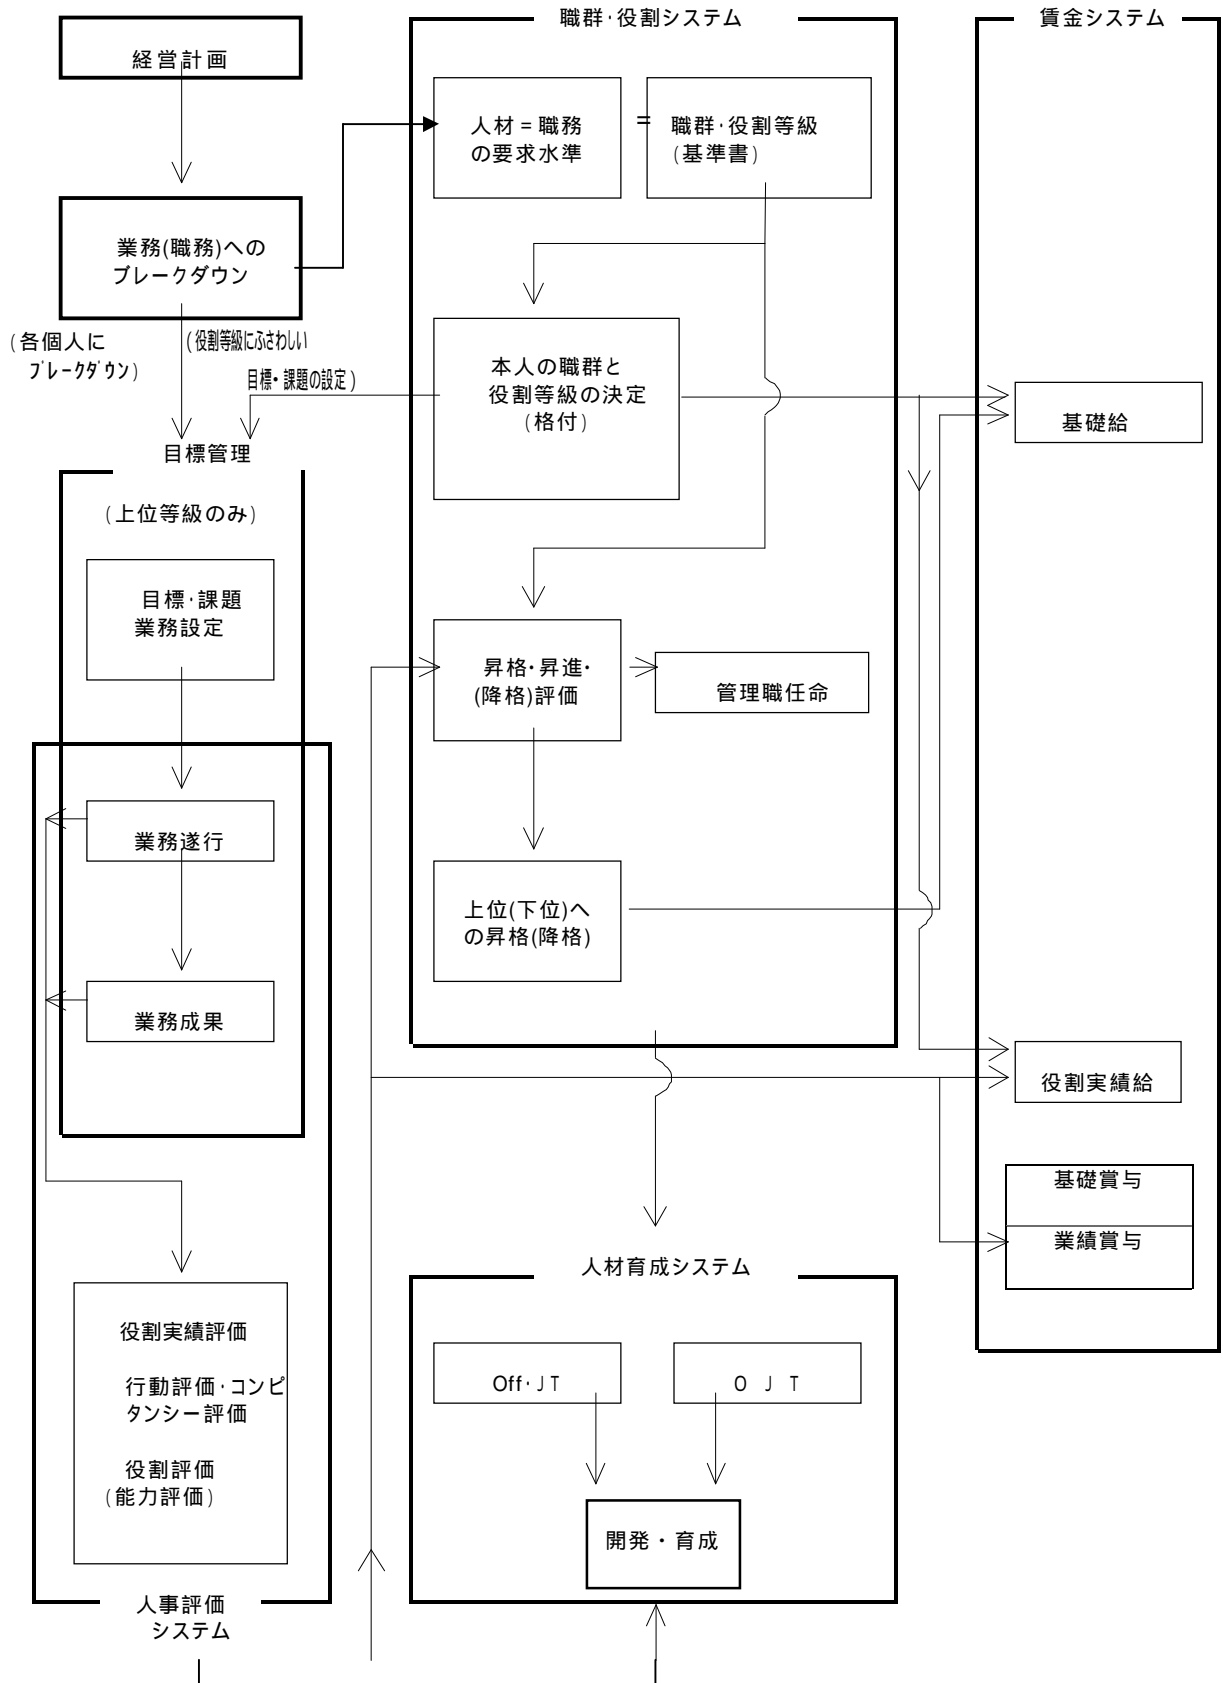 職群･役割システム
賃金システム
経営計画
人材=職務
の要求水準
=
職群･役割等級
(基準書)
業務(職務)への
ブレークダウン
(各個人に
ﾌﾞﾚｰｸﾀﾞｳﾝ)
(役割等級にふさわしい
目標・課題の設定)
本人の職群と
役割等級の決定
(格付)
基礎給
目標管理
(上位等級のみ)
目標･課題
業務設定
昇格・昇進・
(降格)評価
管理職任命
業務遂行
上位(下位)へ
の昇格(降格)
業務成果
役割実績給
基礎賞与
業績賞与
人材育成システム
役割実績評価
行動評価･コンピ
タンシー評価
役割評価
(能力評価)
Off･JT
O J T
開発・育成
人事評価
システム